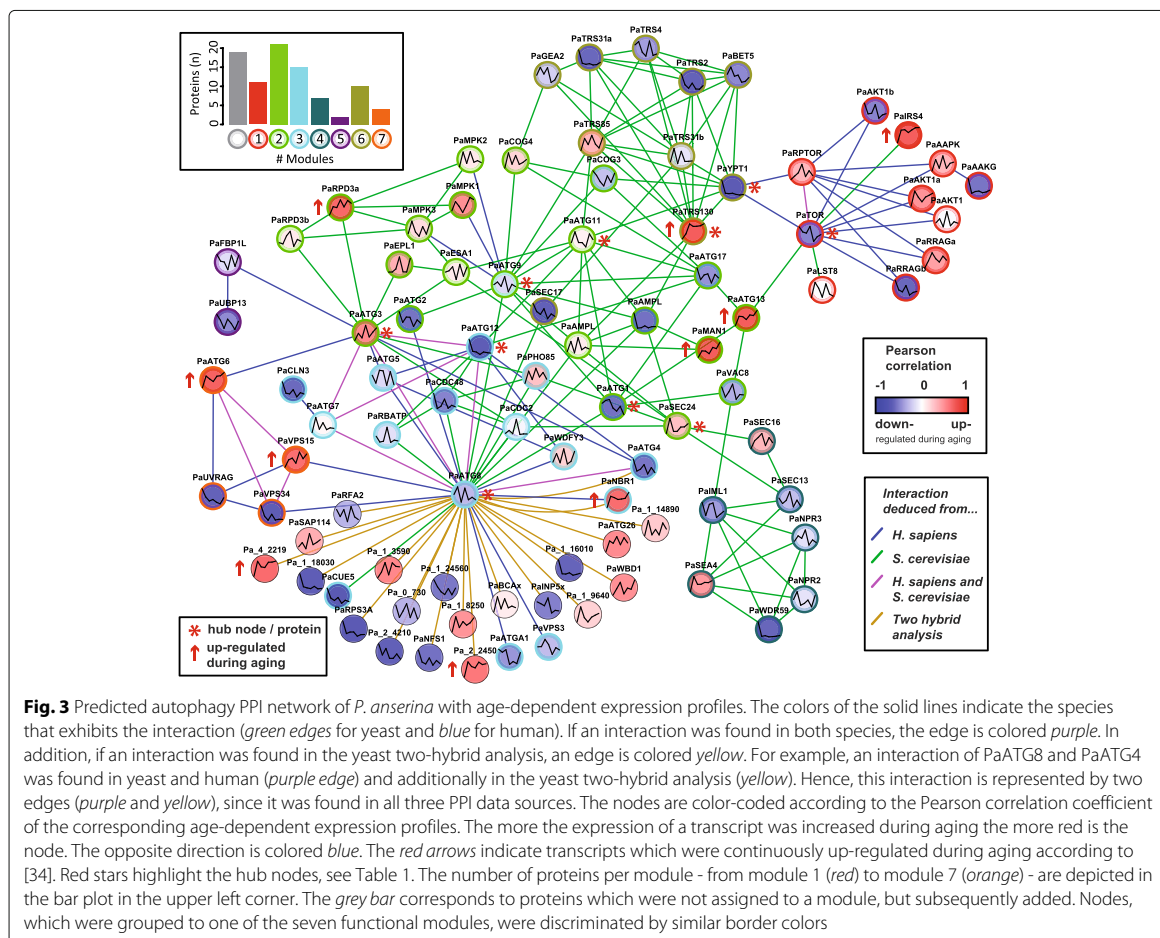 20
15
10
5
0
Proteins (n)
1 2 3 4 5 6 7
# Modules
PaTRS31a
PaTRS4
PaGEA2
PaTRS2
PaBET5
PaTRS85
PaTRS31b
PaMPK2
PaCOG4
PaCOG3
PaYPT1
PaAKT1b
PaIRS4
PaRPTOR
PaAAPK
PaAAKG
PaAKT1a
PaAKT1
PaTOR
PaRRAGa
PaRRAGb
PaLST8
PaRPD3a
PaMPK1
PaRPD3b
PaMPK3
PaATG11
PaTRS130
PaFBP1L
PaEPL1
PaESA1
PaATG9
PaATG17
PaUBP13
PaATG2
PaSEC17
PaATG3
PaATG12
PaAMPL
PaATG13
PaAMPL
PaMAN1
PaATG6
PaCLN3
PaATG5
PaPHO85
PaVAC8
PaCDC48
PaATG1
PaATG7
PaRBATP
PaCDC2
PaSEC24
PaSEC16
PaVPS15
PaWDFY3
PaATG4
PaUVRAG
PaVPS34
PaATG8
PaNBR1
PaIML1
PaSEC13
PaRFA2
Pa_1_14890
PaNPR3
PaSAP114
PaATG26
Pa_4_2219
Pa_1_3590
Pa_1_16010
Pa_1_18030
PaCUE5
Pa_1_24560
PaWBD1
PaSEA4
PaNPR2
PaBCAx
PaINP5x
Pa_0_730
Pa_1_9640
PaRPS3A
Pa_1_8250
PaWDR59
Pa_2_4210
PaNFS1
Pa_2_2450
PaATGA1
PaVPS3
Pearson
correlation
-1 0 1
down- up-
regulated during aging
Interaction
deduced from...
H. sapiens
S. cerevisiae
H. sapiens and
S. cerevisiae
Two hybrid
analysis
* hub node / protein
↑ up-regulated
during aging
Fig. 3 Predicted autophagy PPI network of P. anserina with age-dependent expression profiles. The colors of the solid lines indicate the species
that exhibits the interaction (green edges for yeast and blue for human). If an interaction was found in both species, the edge is colored purple. In
addition, if an interaction was found in the yeast two-hybrid analysis, an edge is colored yellow. For example, an interaction of PaATG8 and PaATG4
was found in yeast and human (purple edge) and additionally in the yeast two-hybrid analysis (yellow). Hence, this interaction is represented by two
edges (purple and yellow), since it was found in all three PPI data sources. The nodes are color-coded according to the Pearson correlation coefficient
of the corresponding age-dependent expression profiles. The more the expression of a transcript was increased during aging the more red is the
node. The opposite direction is colored blue. The red arrows indicate transcripts which were continuously up-regulated during aging according to
[34]. Red stars highlight the hub nodes, see Table 1. The number of proteins per module - from module 1 (red) to module 7 (orange) - are depicted in
the bar plot in the upper left corner. The grey bar corresponds to proteins which were not assigned to a module, but subsequently added. Nodes,
which were grouped to one of the seven functional modules, were discriminated by similar border colors